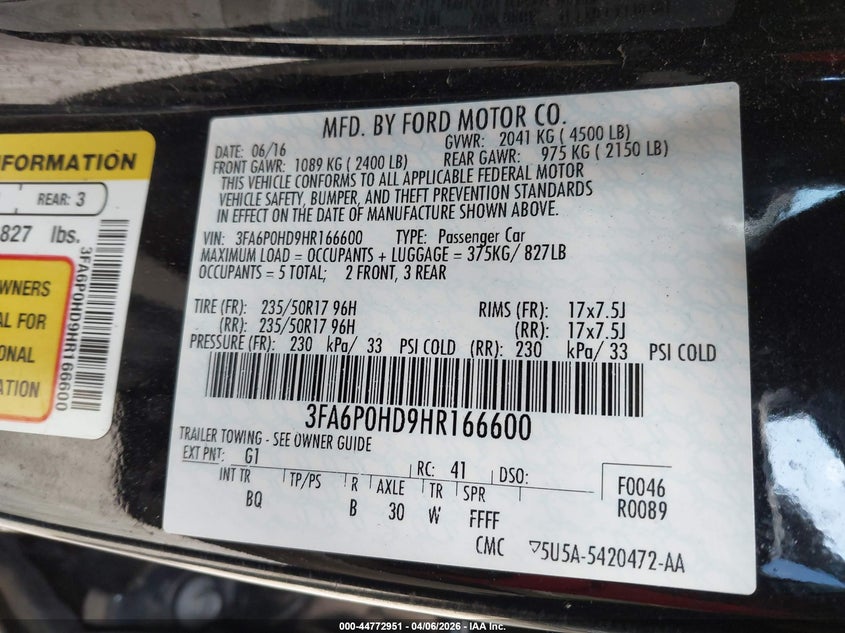 MFD. BY FORD MOTOR CO.
DATE: 06/16
GVWR: 2041 KG ( 4500 LB)
FRONT GAWR: 1089 KG ( 2400 LB)
REAR GAWR: 975 KG ( 2150 LB)
THIS VEHICLE CONFORMS TO ALL APPLICABLE FEDERAL MOTOR
VEHICLE SAFETY, BUMPER, AND THEFT PREVENTION STANDARDS
IN EFFECT ON THE DATE OF MANUFACTURE SHOWN ABOVE.
VIN: 3FA6P0HD9HR166600 TYPE: Passenger Car
MAXIMUM LOAD = OCCUPANTS + LUGGAGE = 375KG/ 827LB
OCCUPANTS = 5 TOTAL; 2 FRONT, 3 REAR
TIRE (FR): 235/50R17 96H RIMS (FR): 17x7.5J
(RR): 235/50R17 96H (RR): 17x7.5J
PRESSURE (FR): 230 kPa/ 33 PSI COLD (RR): 230 kPa/ 33 PSI COLD
3FA6P0HD9HR166600
TRAILER TOWING - SEE OWNER GUIDE
EXT PNT: G1 RC: 41 DSO:
F0046
R0089
INT TR TP/PS R AXLE TR SPR
BQ B 30 W FFFF
CMC ▽5U5A-5420472-AA
REAR: 3
827 lbs.
3FA6P0HD9HR166600
FOR
000-44772951 - 04/06/2026 - IAA Inc.